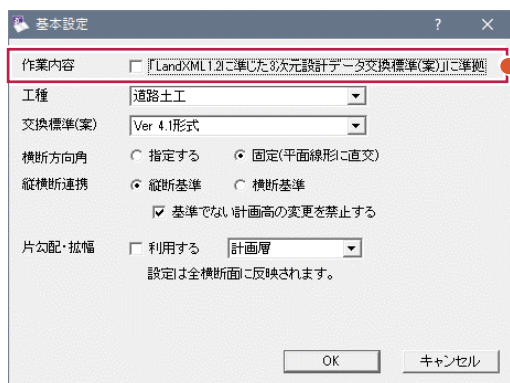 基本設定 ? ×
作業内容 「LandXML1.2に準じた3次元設計データ交換標準(案)」に準拠
工種 道路土工
交換標準(案) Ver 4.1形式
横断方向角 指定する 固定(平面線形に直交)
縦横断連携 縦断基準 横断基準
基準でない計画高の変更を禁止する
片勾配・拡幅 利用する 計画層
設定は全横断面に反映されます。
OK キャンセル